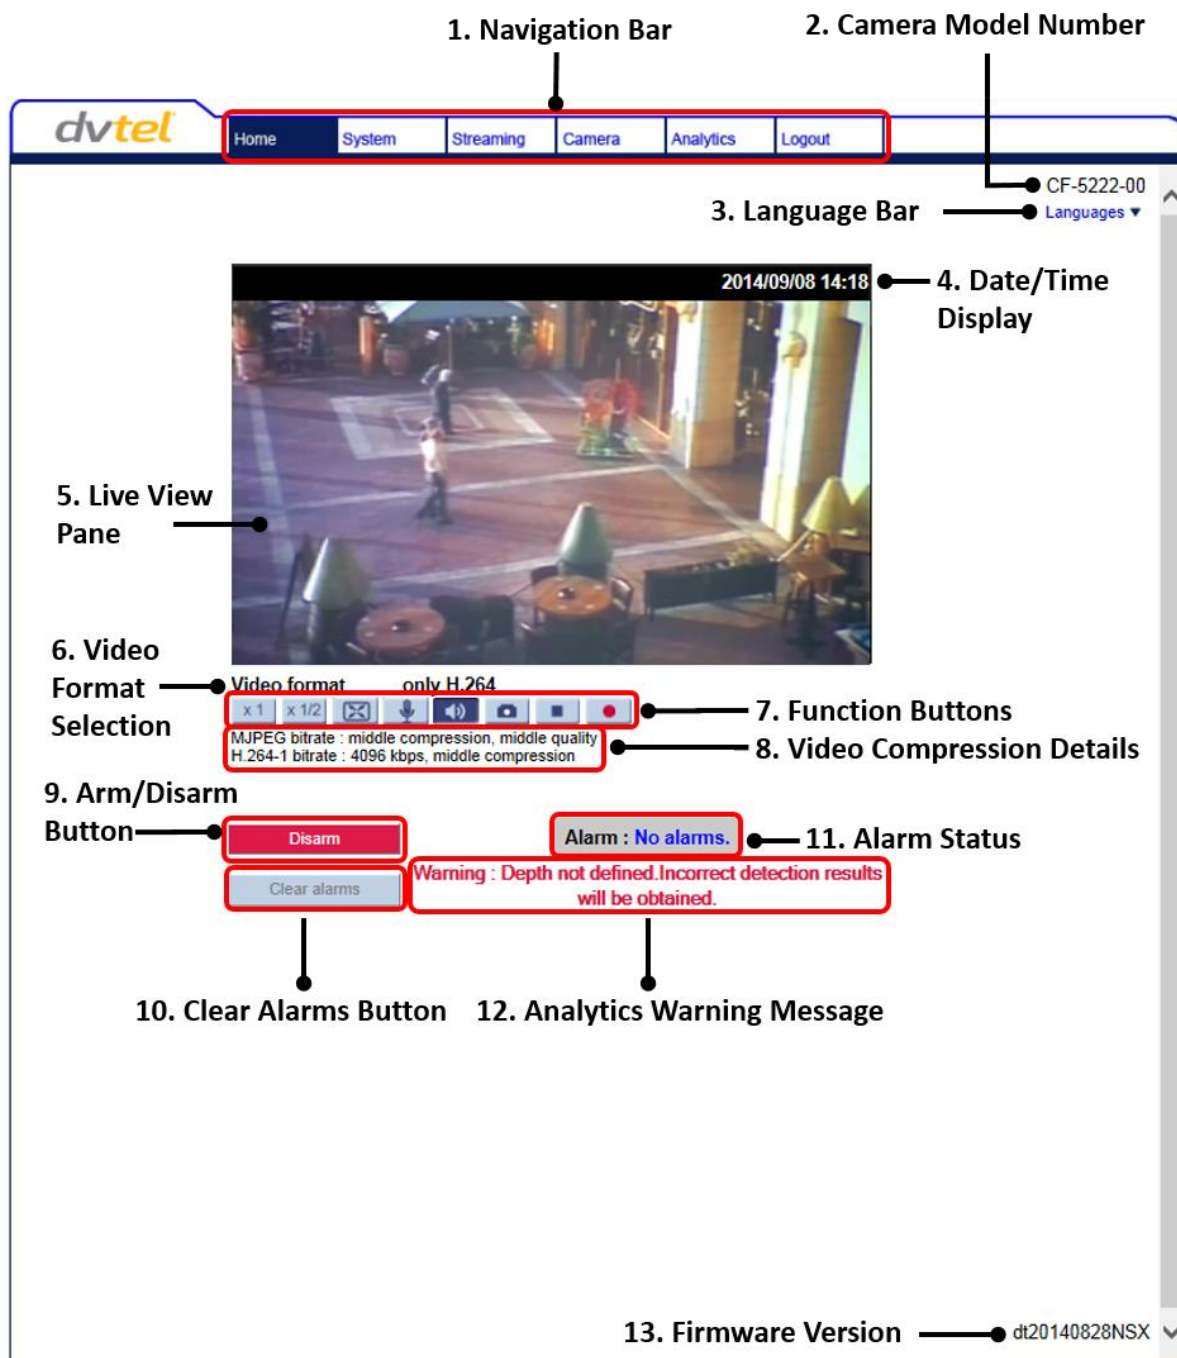 1. Navigation Bar
2. Camera Model Number
dvtel
Home System Streaming Camera Analytics Logout
CF-5222-00
3. Language Bar
Languages ▼
2014/09/08 14:18
4. Date/Time
Display
5. Live View
Pane
6. Video
Format
Selection
Video format only H.264
x 1 x 1/2
7. Function Buttons
MJPEG bitrate : middle compression, middle quality
H.264-1 bitrate : 4096 kbps, middle compression
8. Video Compression Details
9. Arm/Disarm
Button
Disarm
Alarm : No alarms.
11. Alarm Status
Clear alarms
Warning : Depth not defined.Incorrect detection results
will be obtained.
10. Clear Alarms Button
12. Analytics Warning Message
13. Firmware Version
dt20140828NSX